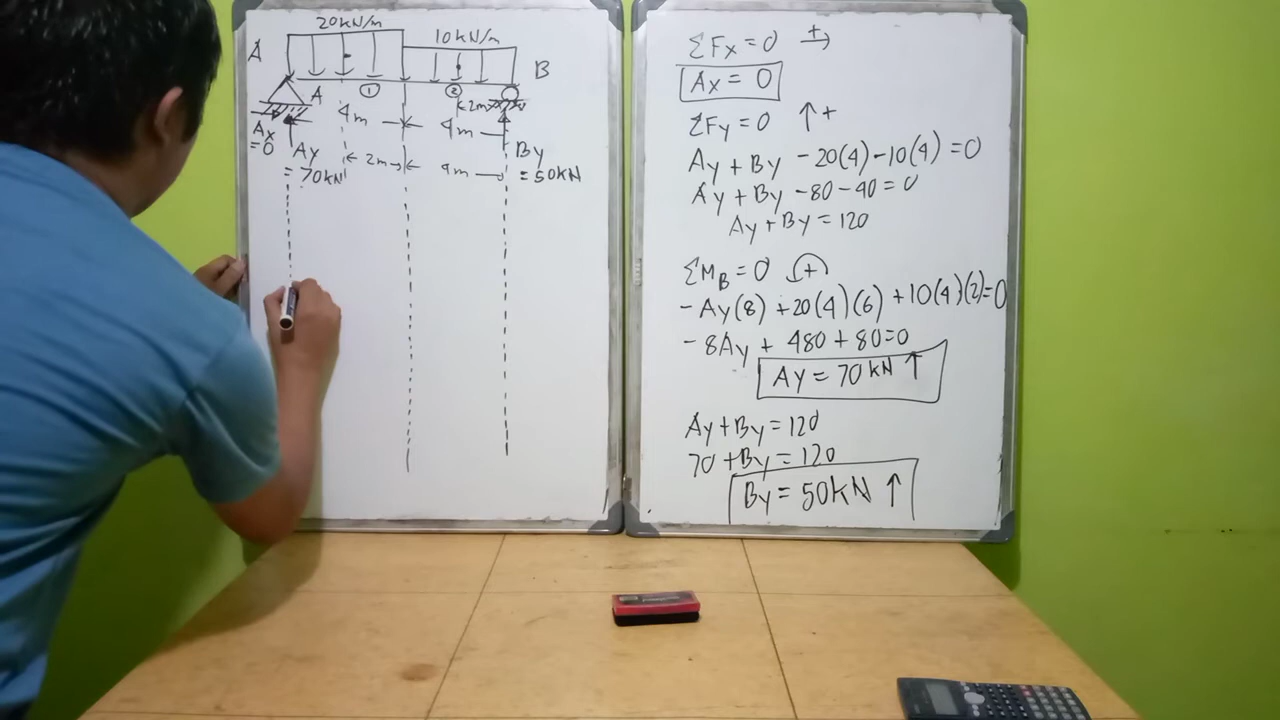 20kN/m
10kN/m
A
B
A
①
②
2m
4m
4m
Ax
=0
Ay
= 70kN
2m
4m
By
= 50kN
ΣFx = 0 +→
Ax = 0
ΣFy = 0 ↑+
Ay + By - 20(4) - 10(4) = 0
Ay + By - 80 - 40 = 0
Ay + By = 120
ΣMB = 0 +
- Ay(8) + 20(4)(6) + 10(4)(2) = 0
- 8Ay + 480 + 80 = 0
Ay = 70 kN ↑
Ay + By = 120
70 + By = 120
By = 50kN ↑